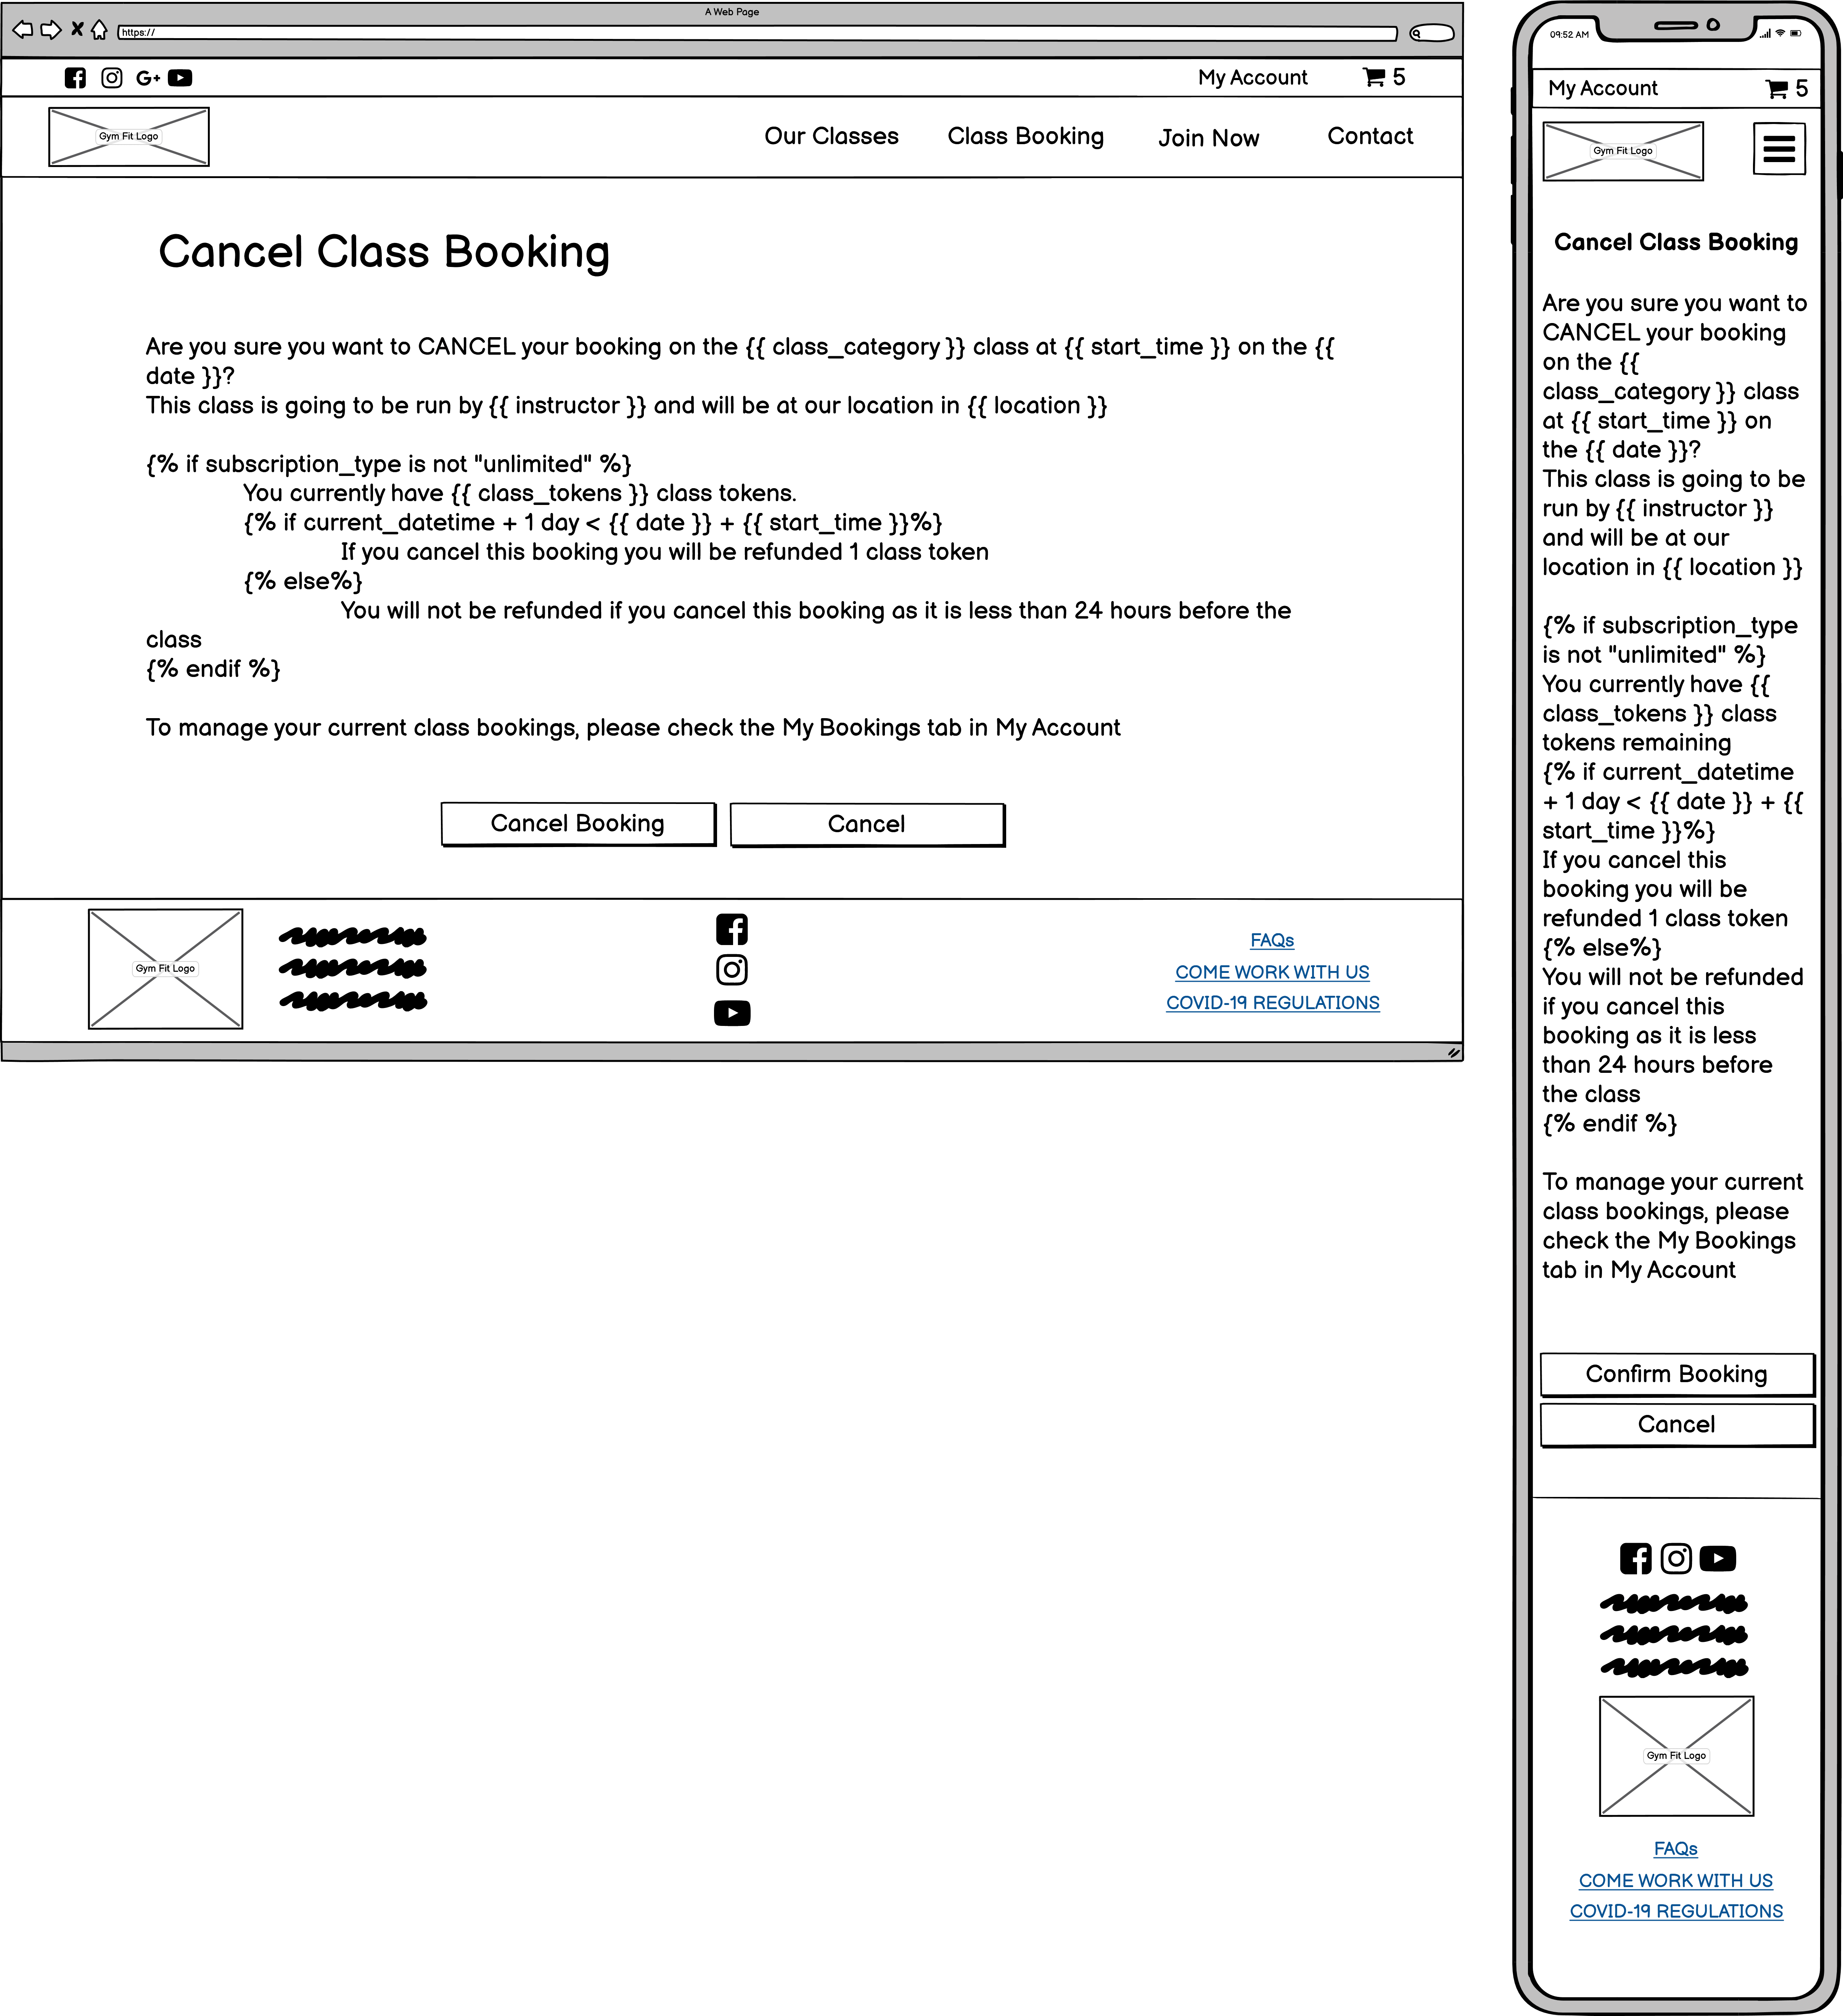 A Web Page
https://
G+
My Account
5
Gym Fit Logo
Our Classes
Class Booking
Join Now
Contact
Cancel Class Booking
Are you sure you want to CANCEL your booking on the {{ class_category }} class at {{ start_time }} on the {{
date }}?
This class is going to be run by {{ instructor }} and will be at our location in {{ location }}
{% if subscription_type is not "unlimited" %}
You currently have {{ class_tokens }} class tokens.
{% if current_datetime + 1 day < {{ date }} + {{ start_time }}%}
If you cancel this booking you will be refunded 1 class token
{% else%}
You will not be refunded if you cancel this booking as it is less than 24 hours before the
class
{% endif %}
To manage your current class bookings, please check the My Bookings tab in My Account
Cancel Booking
Cancel
Gym Fit Logo
FAQs
COME WORK WITH US
COVID-19 REGULATIONS
09:52 AM
My Account
5
Gym Fit Logo
Cancel Class Booking
Are you sure you want to
CANCEL your booking
on the {{
class_category }} class
at {{ start_time }} on
the {{ date }}?
This class is going to be
run by {{ instructor }}
and will be at our
location in {{ location }}
{% if subscription_type
is not "unlimited" %}
You currently have {{
class_tokens }} class
tokens remaining
{% if current_datetime
+ 1 day < {{ date }} + {{
start_time }}%}
If you cancel this
booking you will be
refunded 1 class token
{% else%}
You will not be refunded
if you cancel this
booking as it is less
than 24 hours before
the class
{% endif %}
To manage your current
class bookings, please
check the My Bookings
tab in My Account
Confirm Booking
Cancel
Gym Fit Logo
FAQs
COME WORK WITH US
COVID-19 REGULATIONS